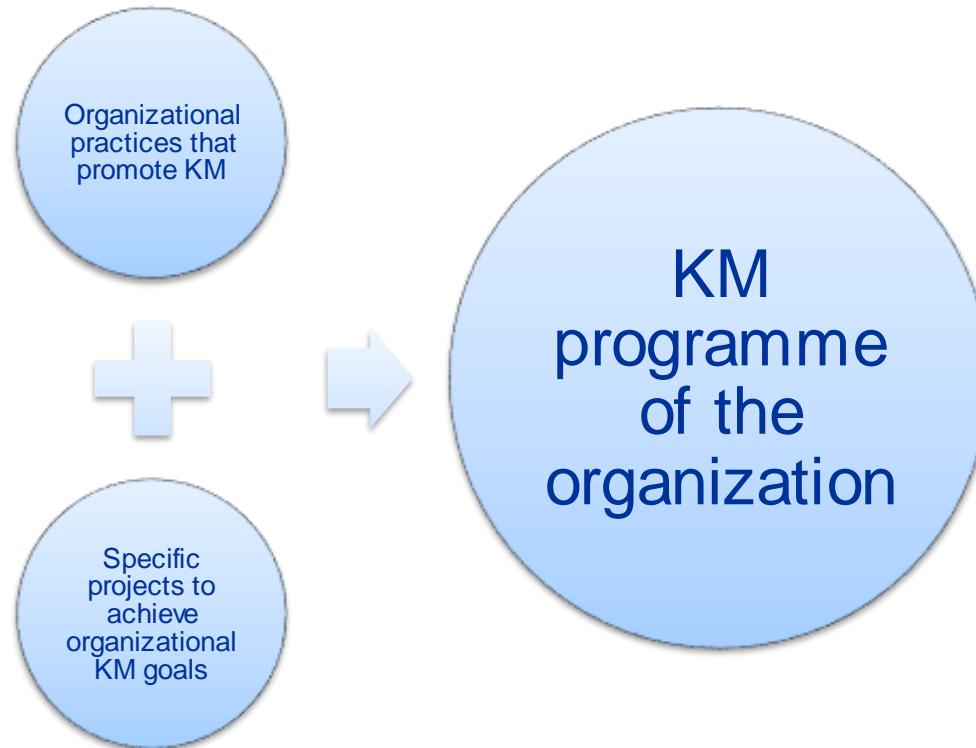 Organizational
practices that
promote KM
Specific
projects to
achieve
organizational
KM goals
KM
programme
of the
organization